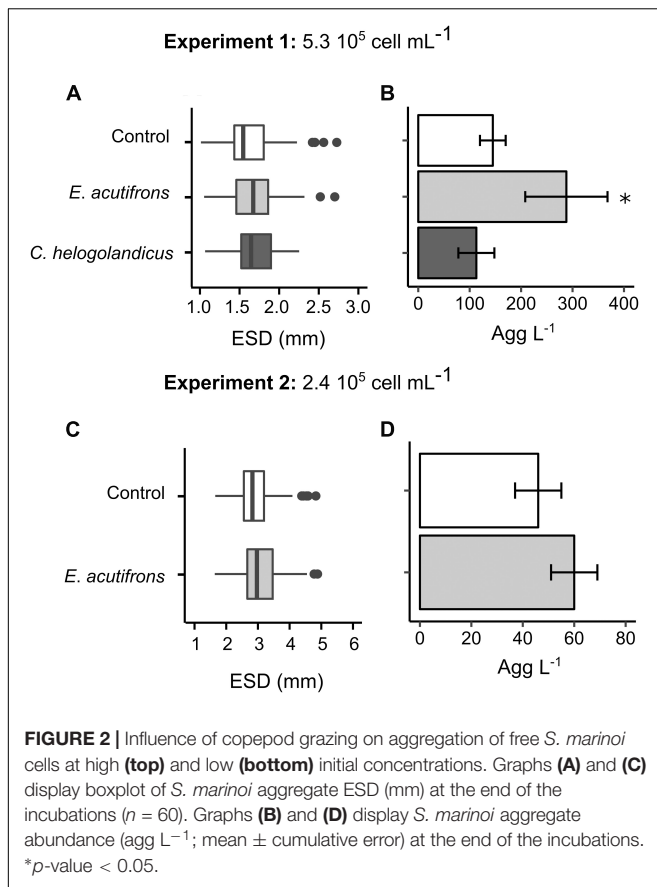 Experiment 1: 5.3 10⁵ cell mL⁻¹
A
Control
E. acutifrons
C. helogolandicus
1.0 1.5 2.0 2.5 3.0
ESD (mm)
B
*
0 100 200 300 400
Agg L⁻¹
Experiment 2: 2.4 10⁵ cell mL⁻¹
C
Control
E. acutifrons
1 2 3 4 5 6
ESD (mm)
D
0 20 40 60 80
Agg L⁻¹
FIGURE 2 | Influence of copepod grazing on aggregation of free S. marinoi
cells at high (top) and low (bottom) initial concentrations. Graphs (A) and (C)
display boxplot of S. marinoi aggregate ESD (mm) at the end of the
incubations (n = 60). Graphs (B) and (D) display S. marinoi aggregate
abundance (agg L−1; mean ± cumulative error) at the end of the incubations.
*p-value < 0.05.